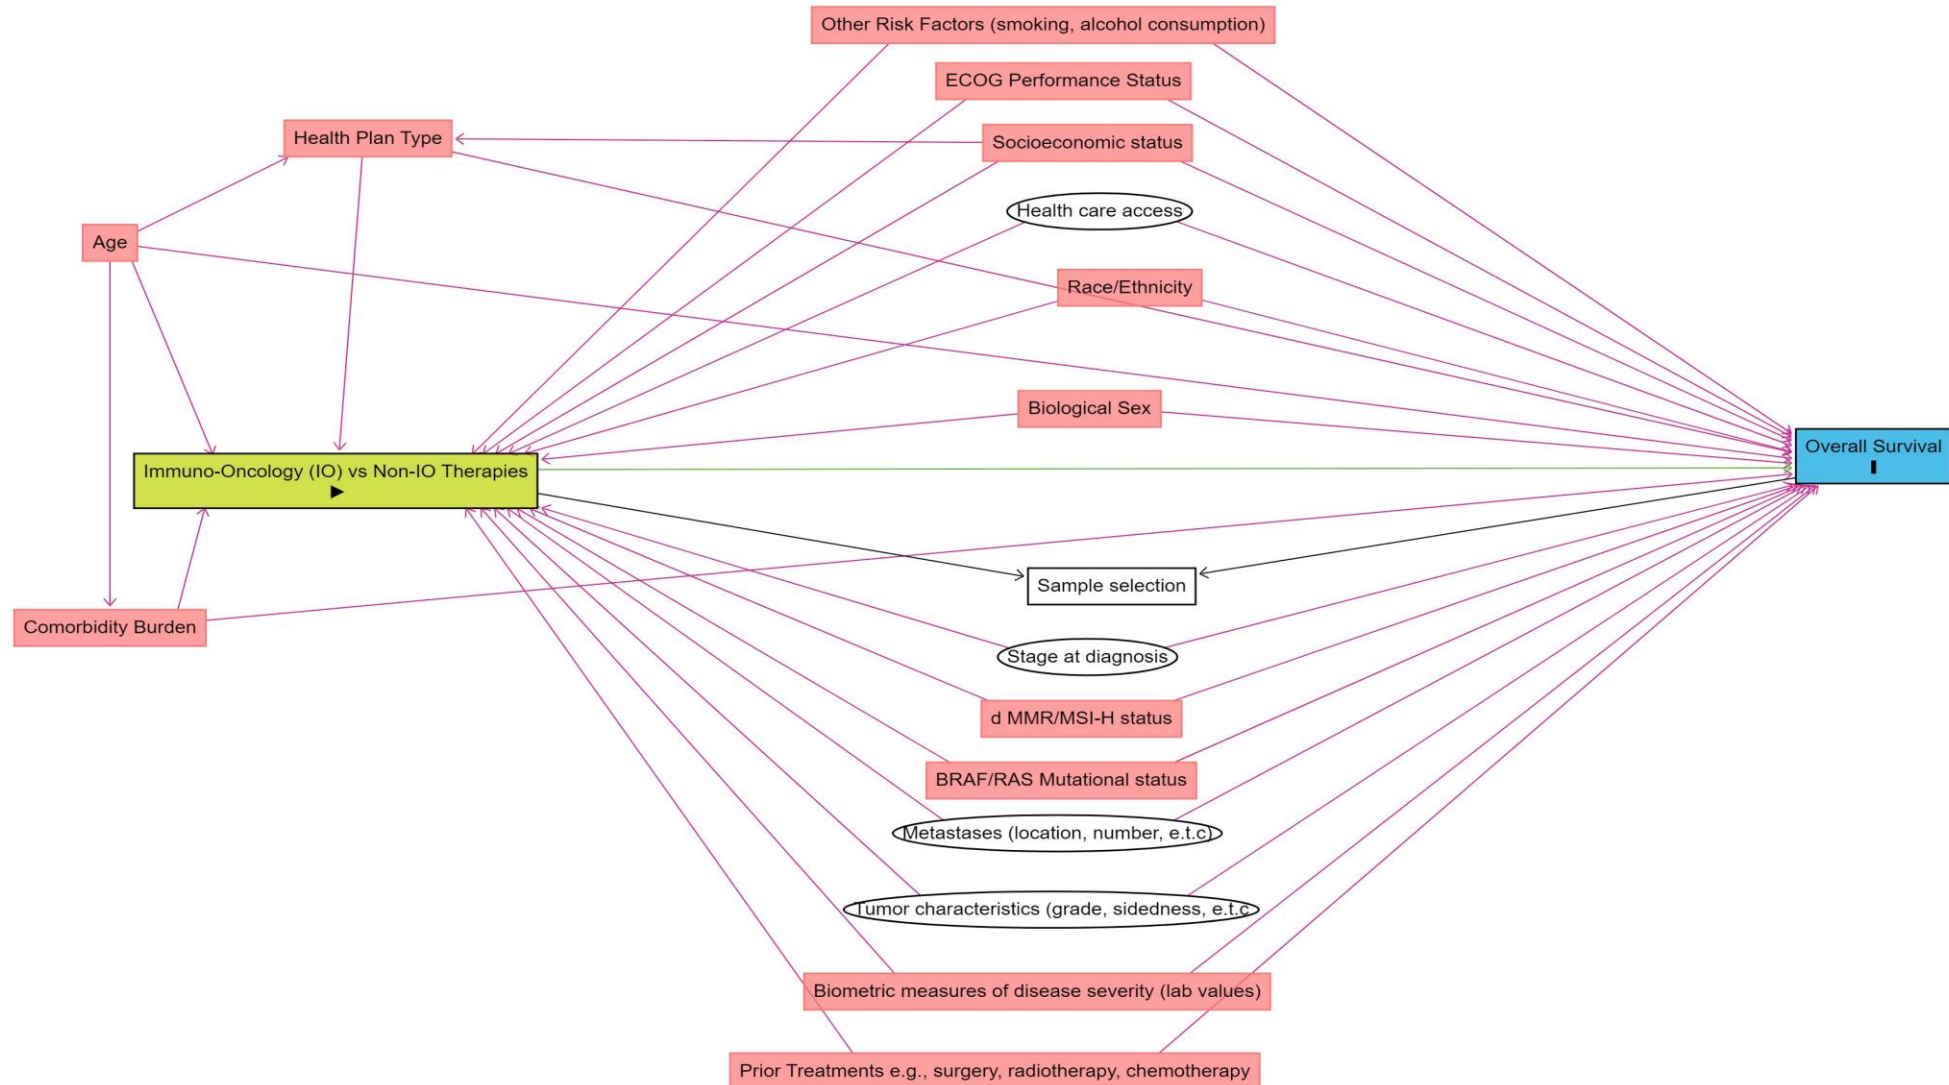 Other Risk Factors (smoking, alcohol consumption)
ECOG Performance Status
Health Plan Type
Socioeconomic status
Health care access
Age
Race/Ethnicity
Biological Sex
Overall Survival
Immuno-Oncology (IO) vs Non-IO Therapies
Sample selection
Comorbidity Burden
Stage at diagnosis
d MMR/MSI-H status
BRAF/RAS Mutational status
Metastases (location, number, e.t.c)
Tumor characteristics (grade, sidedness, e.t.c
Biometric measures of disease severity (lab values)
Prior Treatments e.g., surgery, radiotherapy, chemotherapy